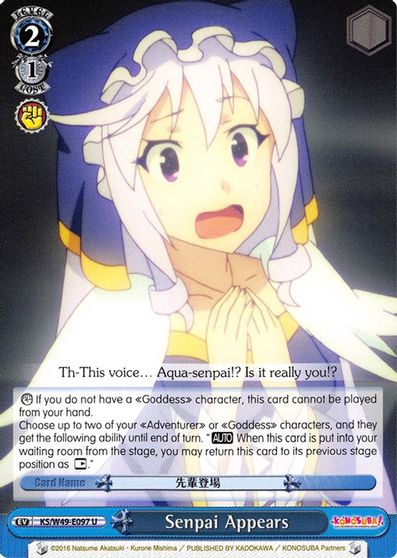 LEVEL
2
1
COST
Th-This voice... Aqua-senpai!? Is it really you!?
If you do not have a «Goddess» character, this card cannot be played
from your hand.
Choose up to two of your «Adventurer» or «Goddess» characters, and they
get the following ability until end of turn. " AUTO When this card is put into your
waiting room from the stage, you may return this card to its previous stage
position as ."
Card Name 先輩登場
EV KS/W49-E097 U Senpai Appears KONOSUBA!
©2016 Natsume Akatsuki・Kurone Mishima / PUBLISHED BY KADOKAWA / KONOSUBA Partners